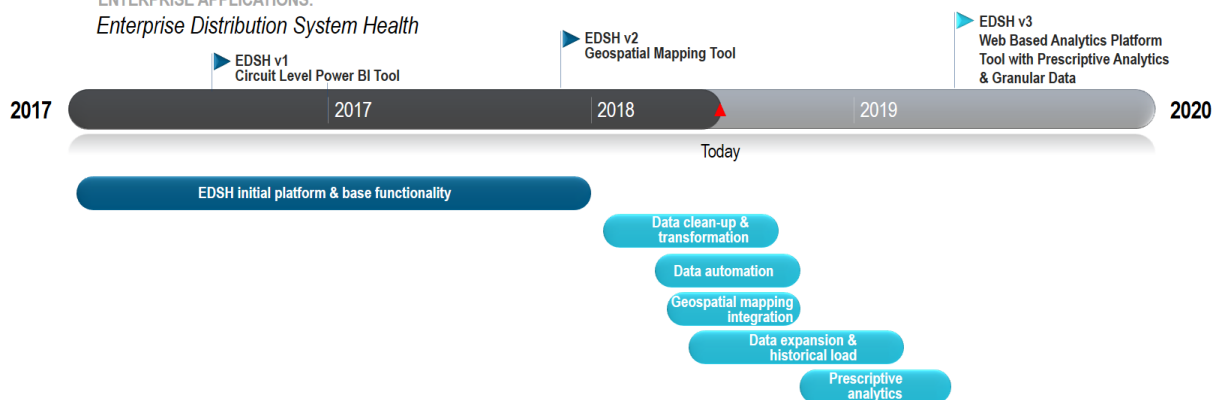 ENTERPRISE APPLICATIONS:
Enterprise Distribution System Health
EDSH v1
Circuit Level Power BI Tool
EDSH v2
Geospatial Mapping Tool
EDSH v3
Web Based Analytics Platform
Tool with Prescriptive Analytics
& Granular Data
2017
2017
2018
2019
2020
Today
EDSH initial platform & base functionality
Data clean-up &
transformation
Data automation
Geospatial mapping
integration
Data expansion &
historical load
Prescriptive
analytics